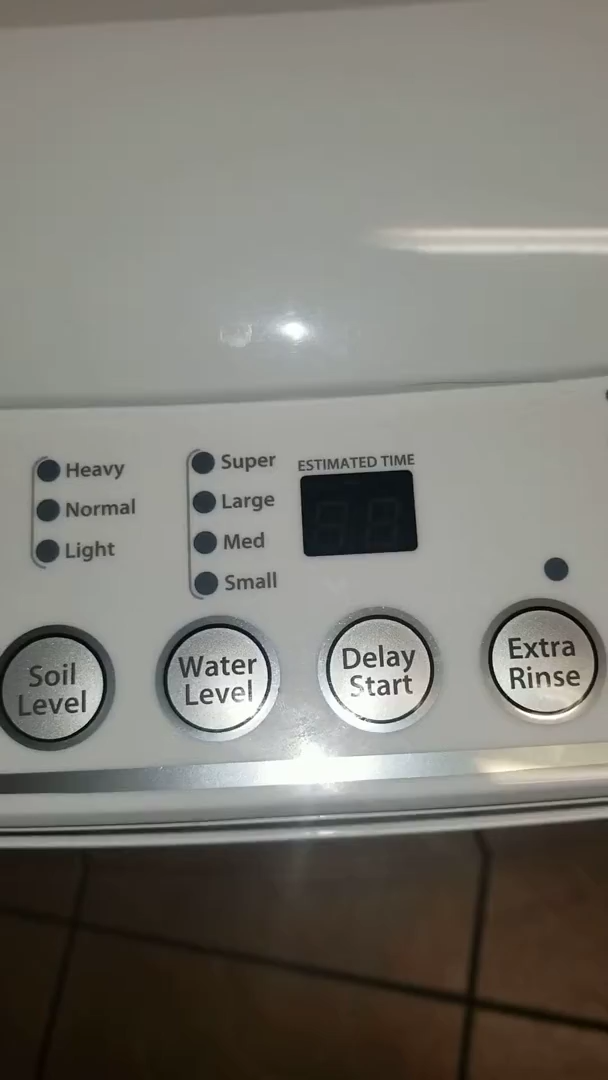 Heavy
Normal
Light
Super
Large
Med
Small
ESTIMATED TIME
Soil
Level
Water
Level
Delay
Start
Extra
Rinse